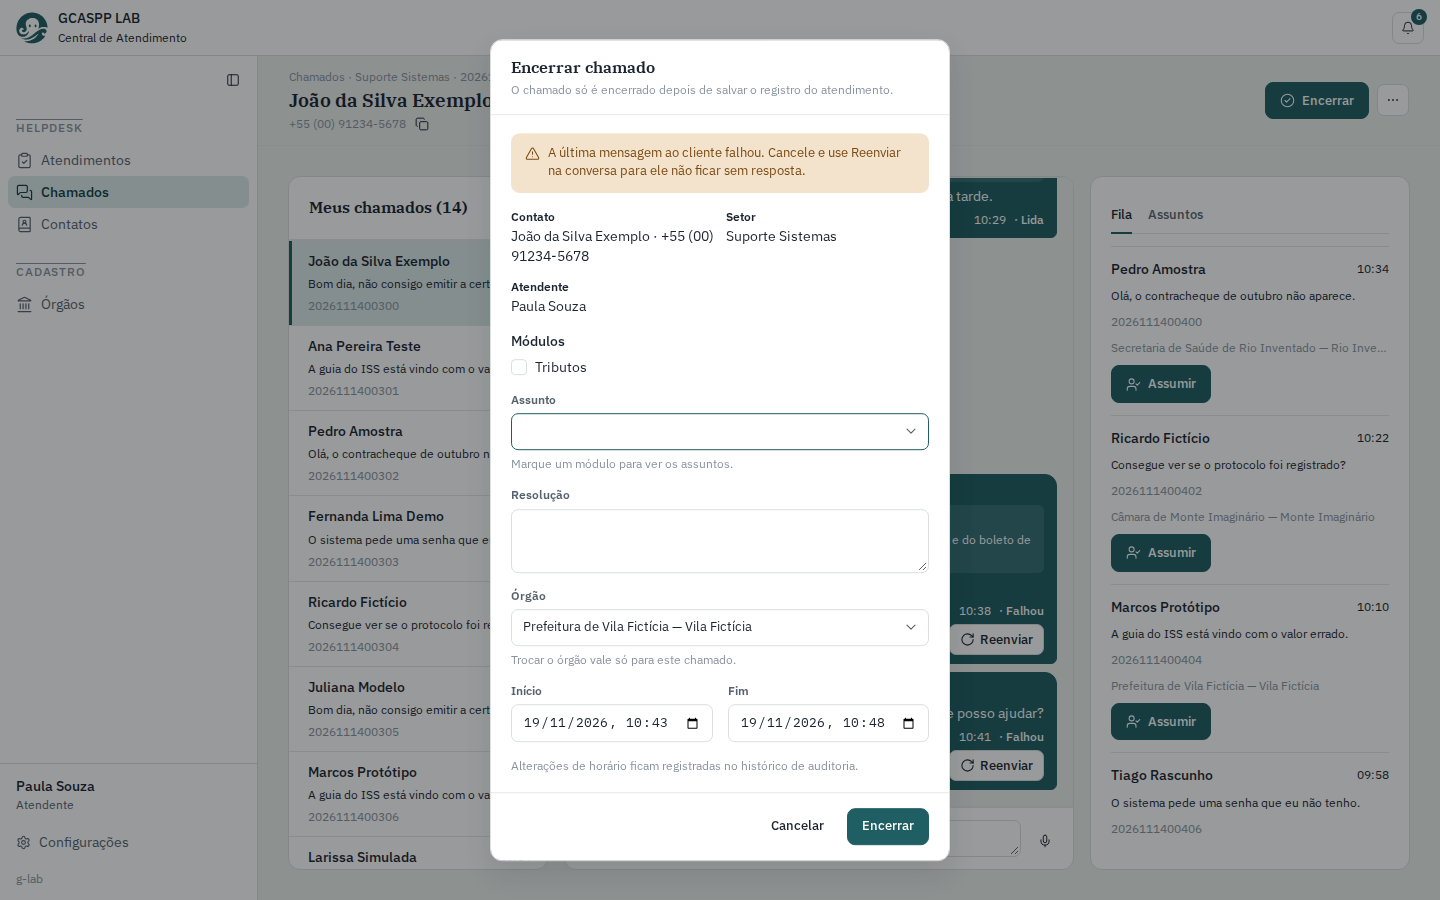 GCASPP LAB
Central de Atendimento
6
HELPDESK
Atendimentos
Chamados
Contatos
CADASTRO
Órgãos
Paula Souza
Atendente
Configurações
g-lab
Chamados · Suporte Sistemas · 2026
João da Silva Exemplo
+55 (00) 91234-5678
Encerrar
Meus chamados (14)
João da Silva Exemplo
Bom dia, não consigo emitir a cert
2026111400300
Ana Pereira Teste
A guia do ISS está vindo com o va
2026111400301
Pedro Amostra
Olá, o contracheque de outubro n
2026111400302
Fernanda Lima Demo
O sistema pede uma senha que e
2026111400303
Ricardo Fictício
Consegue ver se o protocolo foi re
2026111400304
Juliana Modelo
Bom dia, não consigo emitir a cert
2026111400305
Marcos Protótipo
A guia do ISS está vindo com o va
2026111400306
Larissa Simulada
Encerrar chamado
O chamado só é encerrado depois de salvar o registro do atendimento.
A última mensagem ao cliente falhou. Cancele e use Reenviar
na conversa para ele não ficar sem resposta.
Contato
João da Silva Exemplo · +55 (00)
91234-5678
Setor
Suporte Sistemas
Atendente
Paula Souza
Módulos
Tributos
Assunto
Marque um módulo para ver os assuntos.
Resolução
Órgão
Prefeitura de Vila Fictícia — Vila Fictícia
Trocar o órgão vale só para este chamado.
Início
19/11/2026, 10:43
Fim
19/11/2026, 10:48
Alterações de horário ficam registradas no histórico de auditoria.
Cancelar
Encerrar
a tarde.
10:29 · Lida
e do boleto de
10:38 · Falhou
Reenviar
e posso ajudar?
10:41 · Falhou
Reenviar
Fila
Assuntos
Pedro Amostra 10:34
Olá, o contracheque de outubro não aparece.
2026111400400
Secretaria de Saúde de Rio Inventado — Rio Inve...
Assumir
Ricardo Fictício 10:22
Consegue ver se o protocolo foi registrado?
2026111400402
Câmara de Monte Imaginário — Monte Imaginário
Assumir
Marcos Protótipo 10:10
A guia do ISS está vindo com o valor errado.
2026111400404
Prefeitura de Vila Fictícia — Vila Fictícia
Assumir
Tiago Rascunho 09:58
O sistema pede uma senha que eu não tenho.
2026111400406